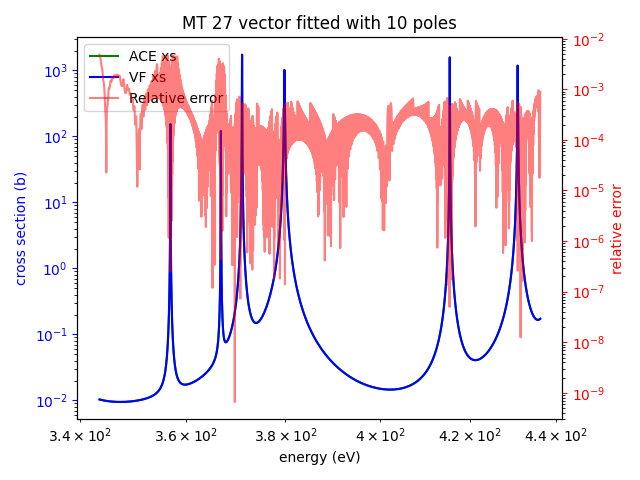 MT 27 vector fitted with 10 poles
ACE xs
VF xs
Relative error
cross section (b)
10³
10²
10¹
10⁰
10⁻¹
10⁻²
10⁻²
10⁻³
10⁻⁴
10⁻⁵
10⁻⁶
10⁻⁷
10⁻⁸
10⁻⁹
relative error
3.4 × 10² 3.6 × 10² 3.8 × 10² 4 × 10² 4.2 × 10² 4.4 × 10²
energy (eV)